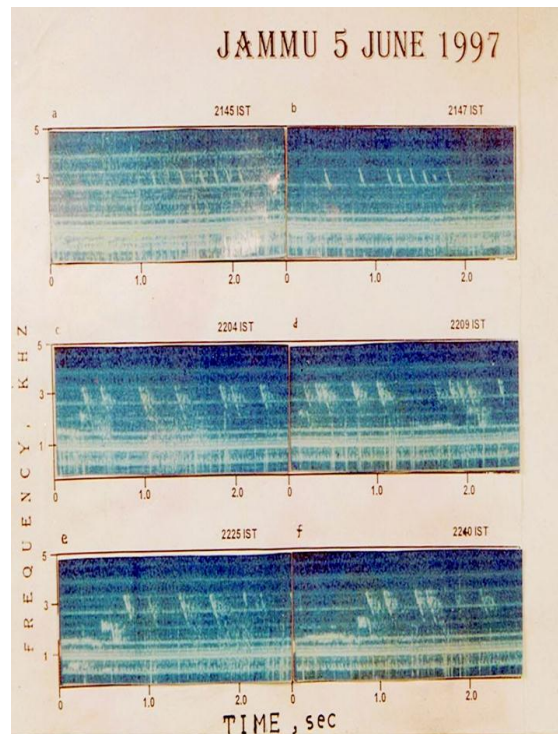 JAMMU 5 JUNE 1997
a 2145 IST b 2147 IST
5
3
0 1.0 2.0 0 1.0 2.0
c 2204 IST d 2209 IST
5
3
1
0 1.0 2.0 0 1.0 2.0
e 2225 IST f 2240 IST
5
3
1
0 1.0 2.0 0 1.0 2.0
FREQUENCY, KHZ
TIME, sec